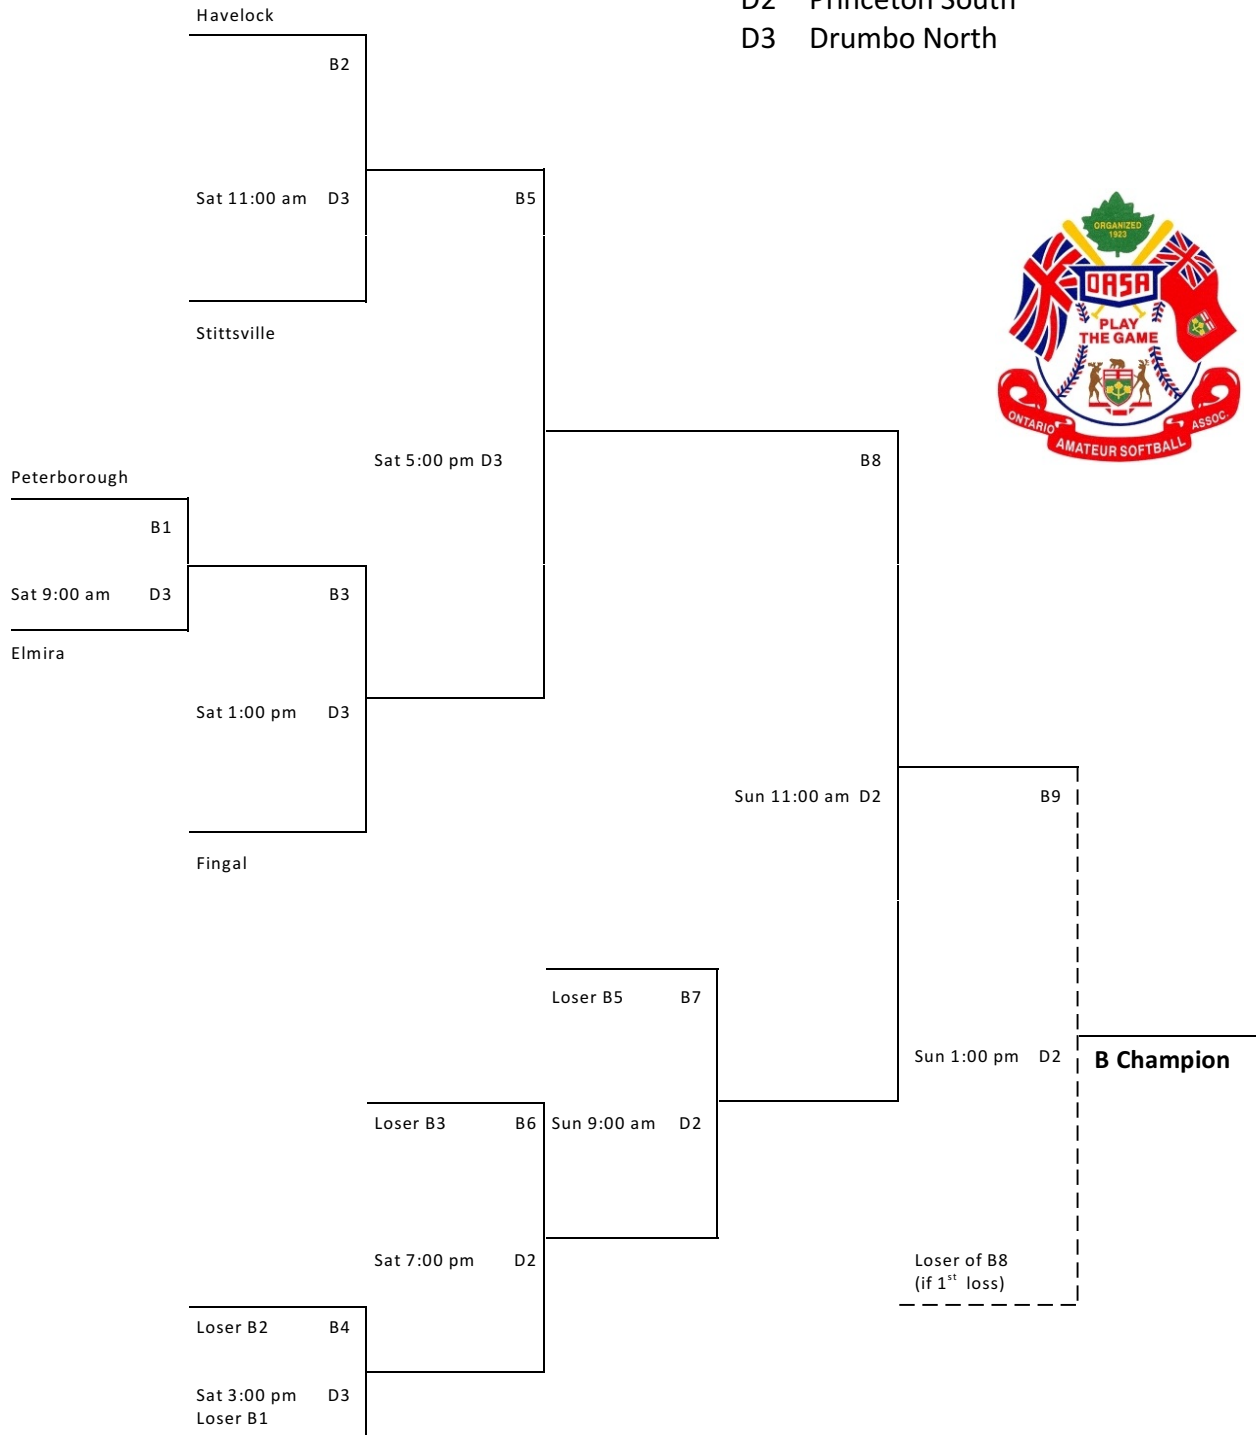 D2 Princeton South
Havelock
D3 Drumbo North
B2
Sat 11:00 am D3
B5
ORGANIZED
1923
OASA
PLAY
THE GAME
ONTARIO
AMATEUR SOFTBALL
ASSOC.
Stittsville
Sat 5:00 pm D3
B8
Peterborough
B1
Sat 9:00 am D3
B3
Elmira
Sat 1:00 pm D3
Sun 11:00 am D2
B9
Fingal
Loser B5 B7
Sun 1:00 pm D2
B Champion
Loser B3 B6
Sun 9:00 am D2
Sat 7:00 pm D2
Loser of B8
(if 1st loss)
Loser B2 B4
Sat 3:00 pm D3
Loser B1